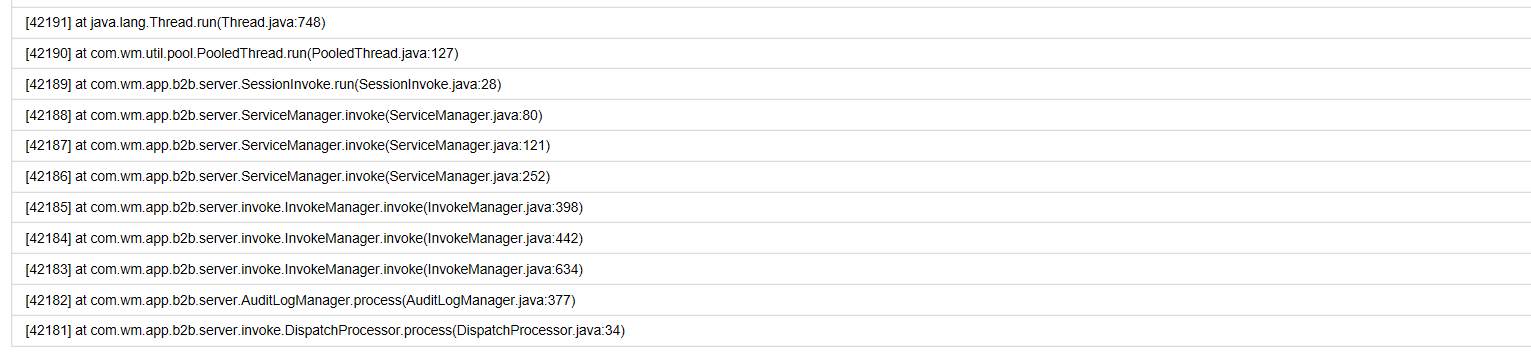 [42191] at java.lang.Thread.run(Thread.java:748)
[42190] at com.wm.util.pool.PooledThread.run(PooledThread.java:127)
[42189] at com.wm.app.b2b.server.SessionInvoke.run(SessionInvoke.java:28)
[42188] at com.wm.app.b2b.server.ServiceManager.invoke(ServiceManager.java:80)
[42187] at com.wm.app.b2b.server.ServiceManager.invoke(ServiceManager.java:121)
[42186] at com.wm.app.b2b.server.ServiceManager.invoke(ServiceManager.java:252)
[42185] at com.wm.app.b2b.server.invoke.InvokeManager.invoke(InvokeManager.java:398)
[42184] at com.wm.app.b2b.server.invoke.InvokeManager.invoke(InvokeManager.java:442)
[42183] at com.wm.app.b2b.server.invoke.InvokeManager.invoke(InvokeManager.java:634)
[42182] at com.wm.app.b2b.server.AuditLogManager.process(AuditLogManager.java:377)
[42181] at com.wm.app.b2b.server.invoke.DispatchProcessor.process(DispatchProcessor.java:34)